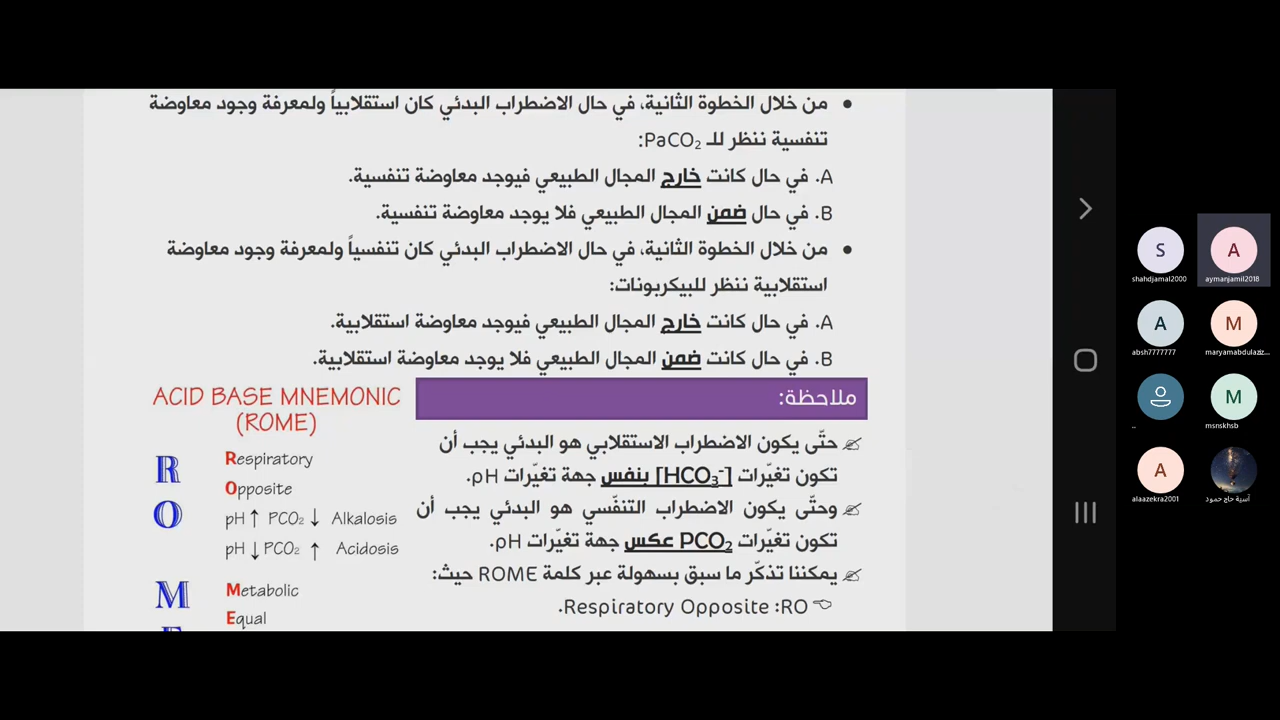 • من خلال الخطوة الثانية، في حال الاضطراب البدئي كان استقلابياً ولمعرفة وجود معاوضة
تنفسية ننظر للـ PaCO₂:
A. في حال كانت خارج المجال الطبيعي فيوجد معاوضة تنفسية.
B. في حال ضمن المجال الطبيعي فلا يوجد معاوضة تنفسية.
• من خلال الخطوة الثانية، في حال الاضطراب البدئي كان تنفسياً ولمعرفة وجود معاوضة
استقلابية ننظر للبيكربونات:
A. في حال كانت خارج المجال الطبيعي فيوجد معاوضة استقلابية.
B. في حال كانت ضمن المجال الطبيعي فلا يوجد معاوضة استقلابية.
ملاحظة:
حتّى يكون الاضطراب الاستقلابي هو البدئي يجب أن
تكون تغيّرات [HCO₃⁻] بنفس جهة تغيّرات pH.
وحتّى يكون الاضطراب التنفّسي هو البدئي يجب أن
تكون تغيّرات PCO₂ عكس جهة تغيّرات pH.
يمكننا تذكّر ما سبق بسهولة عبر كلمة ROME حيث:
RO: Respiratory Opposite.
ACID BASE MNEMONIC
(ROME)
R Respiratory
O Opposite
pH ↑ PCO₂ ↓ Alkalosis
pH ↓ PCO₂ ↑ Acidosis
M Metabolic
Equal
S
shahdjamal2000
A
aymanjamil2018
A
absh7777777
M
maryamabdulaziz...
..
M
msnskhsb
A
alaazekra2001
آسية حاج حمود